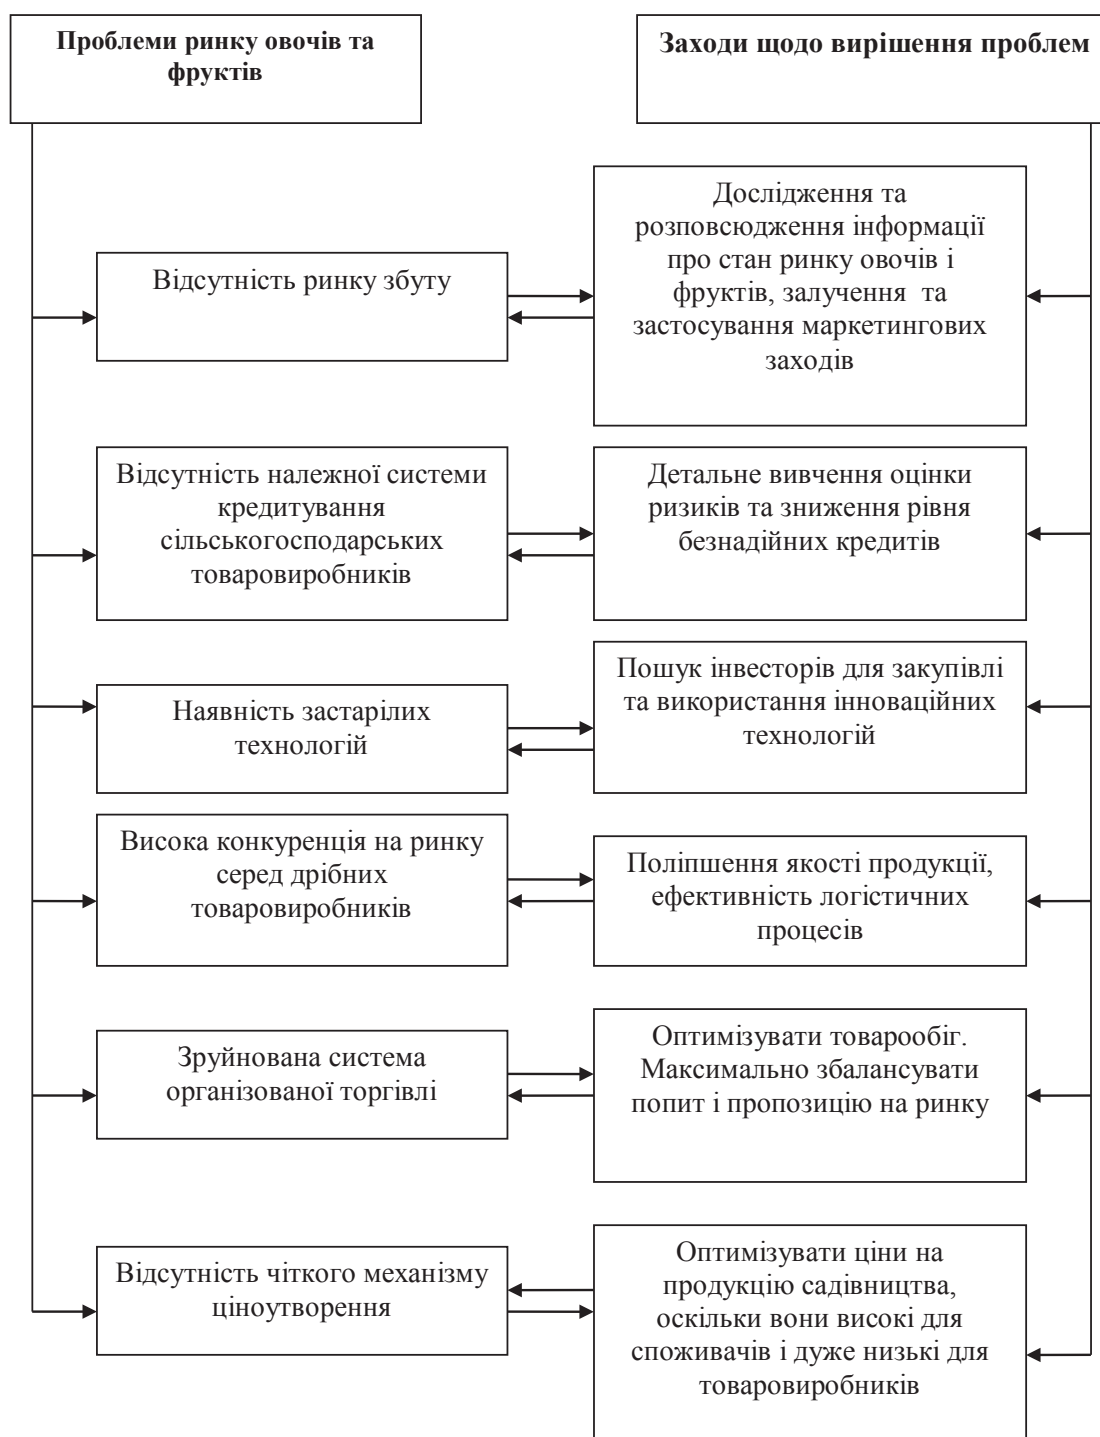 Проблеми ринку овочів та
фруктів
Заходи щодо вирішення проблем
Відсутність ринку збуту
Дослідження та
розповсюдження інформації
про стан ринку овочів і
фруктів, залучення та
застосування маркетингових
заходів
Відсутність належної системи
кредитування
сільськогосподарських
товаровиробників
Детальне вивчення оцінки
ризиків та зниження рівня
безнадійних кредитів
Наявність застарілих
технологій
Пошук інвесторів для закупівлі
та використання інноваційних
технологій
Висока конкуренція на ринку
серед дрібних
товаровиробників
Поліпшення якості продукції,
ефективність логістичних
процесів
Зруйнована система
організованої торгівлі
Оптимізувати товарообіг.
Максимально збалансувати
попит і пропозицію на ринку
Відсутність чіткого механізму
ціноутворення
Оптимізувати ціни на
продукцію садівництва,
оскільки вони високі для
споживачів і дуже низькі для
товаровиробників